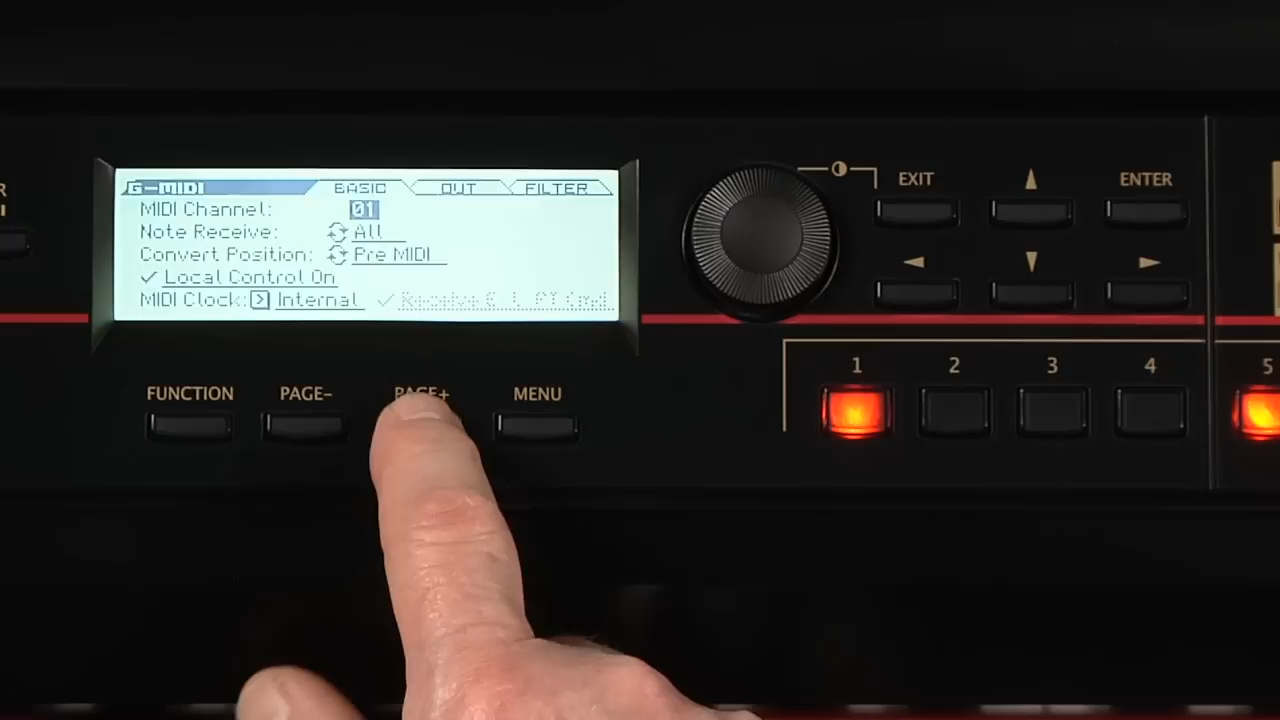 G-MIDI BASIC OUT FILTER
MIDI Channel: 01
Note Receive: All
Convert Position: Pre MIDI
Local Control On
MIDI Clock: Internal Receive
EXIT ENTER
FUNCTION PAGE- PAGE+ MENU
1 2 3 4 5